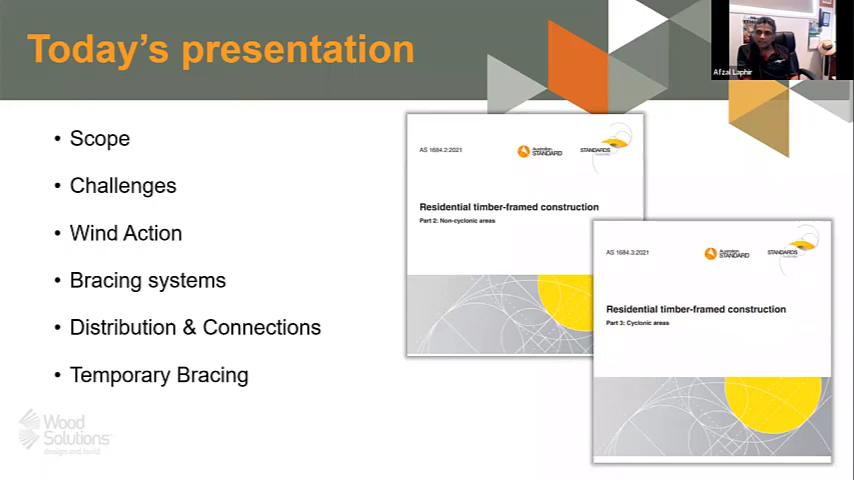 Today's presentation
Afzal Laphir
• Scope
• Challenges
• Wind Action
• Bracing systems
• Distribution & Connections
• Temporary Bracing
AS 1684.2:2021
Australian
STANDARD
STANDARDS
Residential timber-framed construction
Part 2: Non-cyclonic areas
AS 1684.3:2021
Australian
STANDARD
STANDARDS
Residential timber-framed construction
Part 3: Cyclonic areas
Wood
Solutions
design and build